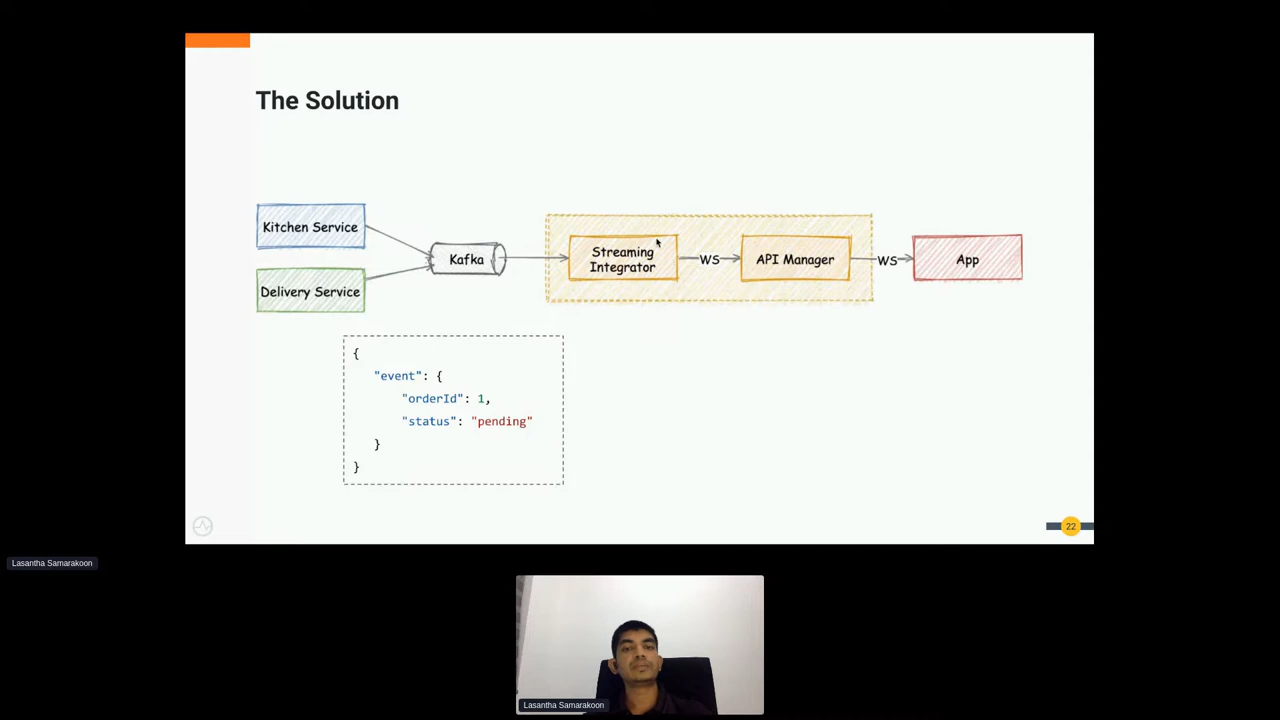 The Solution
Kitchen Service
Delivery Service
Kafka
Streaming
Integrator
WS
API Manager
WS
App
{
"event": {
"orderId": 1,
"status": "pending"
}
}
22
Lasantha Samarakoon
Lasantha Samarakoon